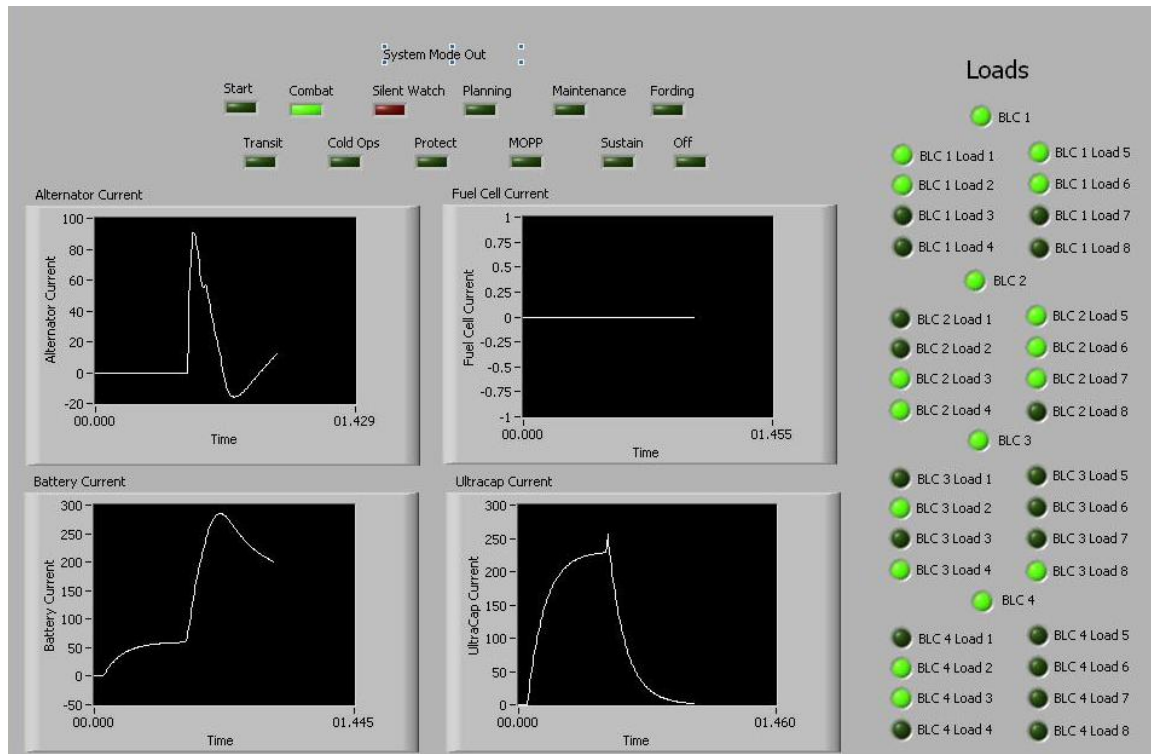 System Mode Out
Start Combat Silent Watch Planning Maintenance Fording
Transit Cold Ops Protect MOPP Sustain Off
Alternator Current
100
80
60
40
20
0
-20
Alternator Current
00.000 01.429
Time
Fuel Cell Current
1
0.75
0.5
0.25
0
-0.25
-0.5
-0.75
-1
Fuel Cell Current
00.000 01.455
Time
Battery Current
300
250
200
150
100
50
0
-50
Battery Current
00.000 01.445
Time
Ultracap Current
300
250
200
150
100
50
0
UltraCap Current
00.000 01.460
Time
Loads
BLC 1
BLC 1 Load 1 BLC 1 Load 5
BLC 1 Load 2 BLC 1 Load 6
BLC 1 Load 3 BLC 1 Load 7
BLC 1 Load 4 BLC 1 Load 8
BLC 2
BLC 2 Load 1 BLC 2 Load 5
BLC 2 Load 2 BLC 2 Load 6
BLC 2 Load 3 BLC 2 Load 7
BLC 2 Load 4 BLC 2 Load 8
BLC 3
BLC 3 Load 1 BLC 3 Load 5
BLC 3 Load 2 BLC 3 Load 6
BLC 3 Load 3 BLC 3 Load 7
BLC 3 Load 4 BLC 3 Load 8
BLC 4
BLC 4 Load 1 BLC 4 Load 5
BLC 4 Load 2 BLC 4 Load 6
BLC 4 Load 3 BLC 4 Load 7
BLC 4 Load 4 BLC 4 Load 8